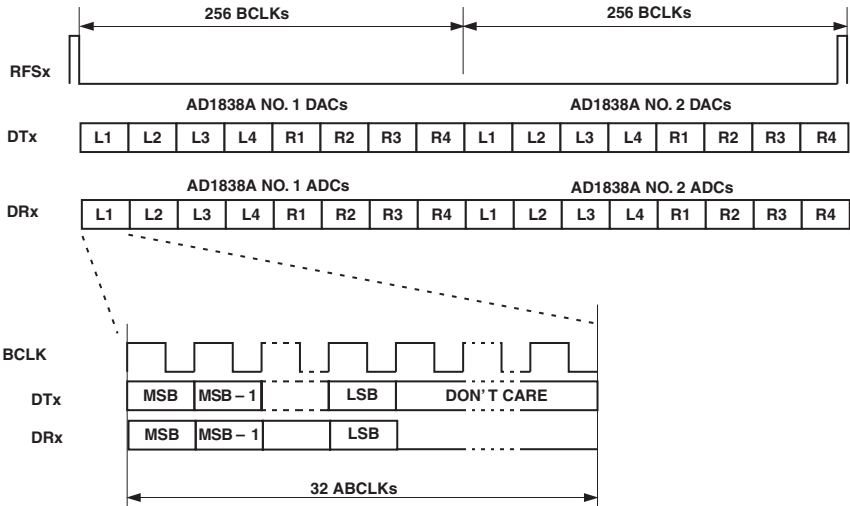 256 BCLKs 256 BCLKs
RFSx
AD1838A NO. 1 DACs AD1838A NO. 2 DACs
DTx L1 L2 L3 L4 R1 R2 R3 R4 L1 L2 L3 L4 R1 R2 R3 R4
AD1838A NO. 1 ADCs AD1838A NO. 2 ADCs
DRx L1 L2 L3 L4 R1 R2 R3 R4 L1 L2 L3 L4 R1 R2 R3 R4
BCLK
DTx MSB MSB – 1 LSB DON'T CARE
DRx MSB MSB – 1 LSB
32 ABCLKs